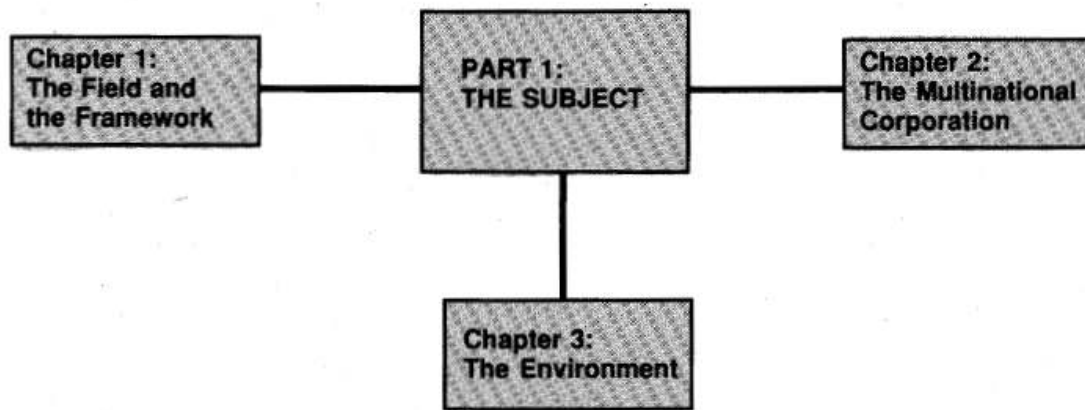 Chapter 1:
The Field and
the Framework
PART 1:
THE SUBJECT
Chapter 2:
The Multinational
Corporation
Chapter 3:
The Environment